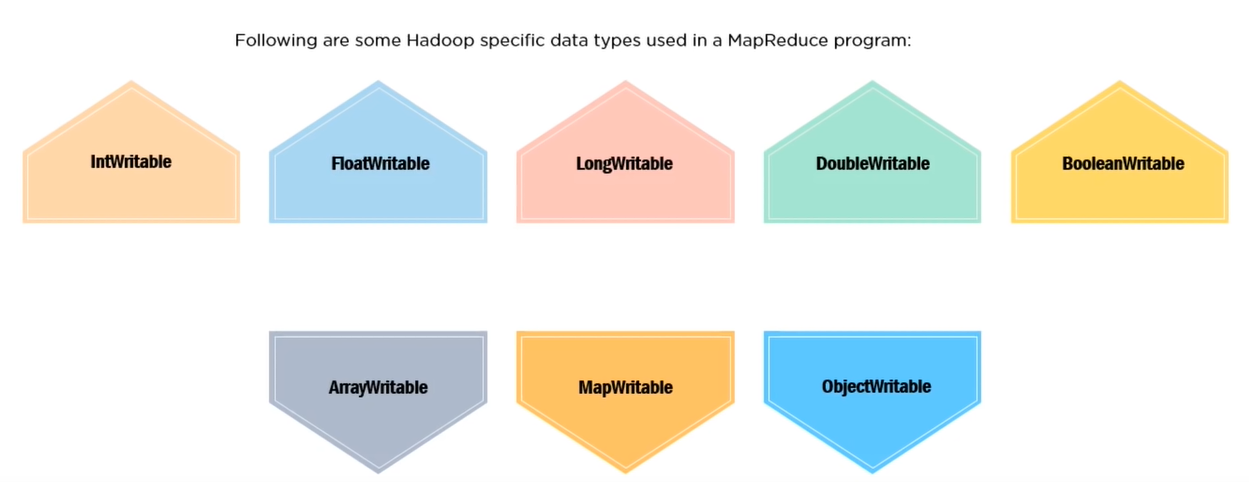 Following are some Hadoop specific data types used in a MapReduce program:
IntWritable
FloatWritable
LongWritable
DoubleWritable
BooleanWritable
ArrayWritable
MapWritable
ObjectWritable